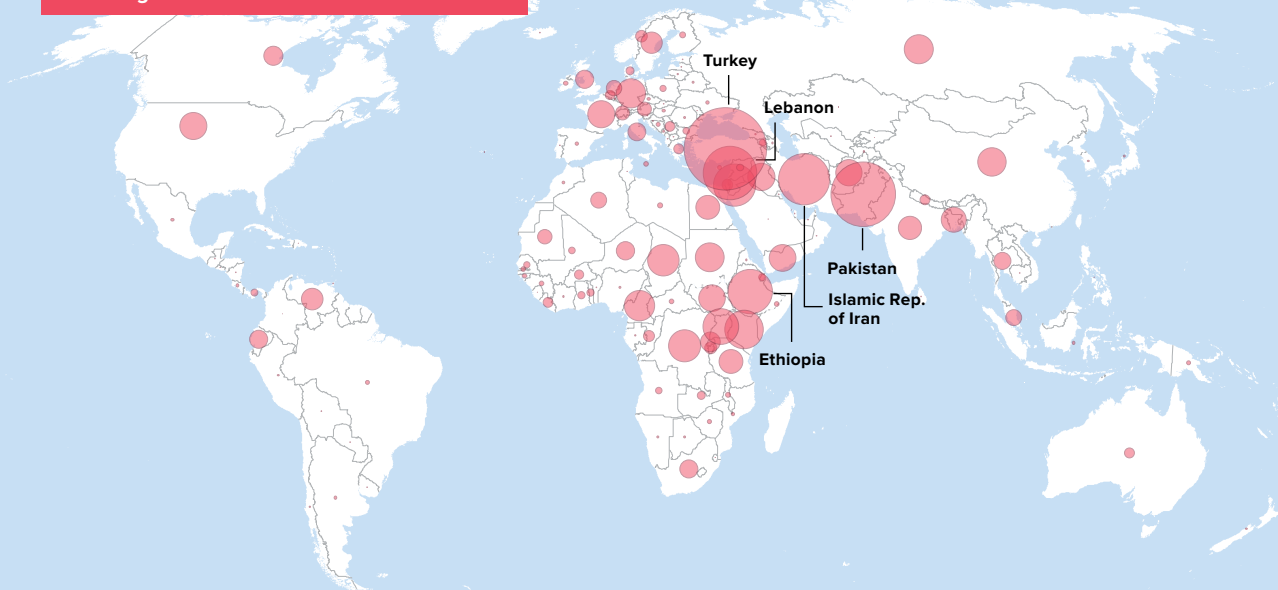 Turkey
Lebanon
Pakistan
Islamic Rep.
of Iran
Ethiopia